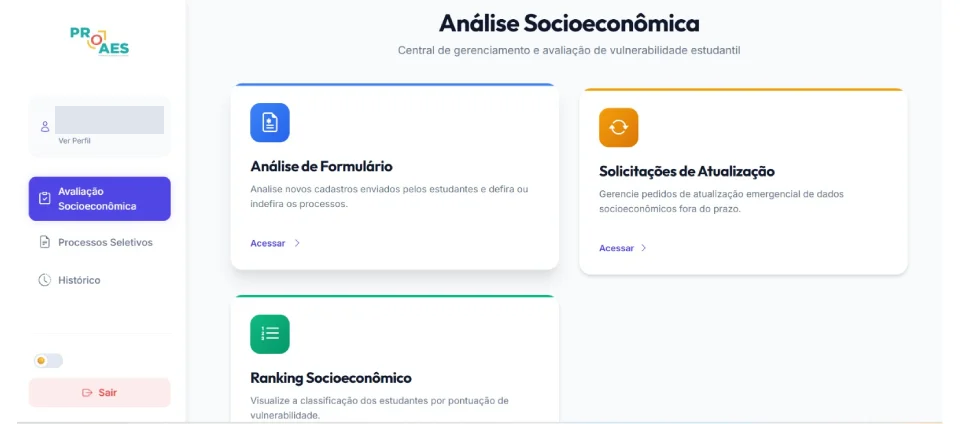 PROAES
Ver Perfil
Avaliação
Socioeconômica
Processos Seletivos
Histórico
Sair
Análise Socioeconômica
Central de gerenciamento e avaliação de vulnerabilidade estudantil
Análise de Formulário
Analise novos cadastros enviados pelos estudantes e defira ou
indefira os processos.
Acessar
Solicitações de Atualização
Gerencie pedidos de atualização emergencial de dados
socioeconômicos fora do prazo.
Acessar
Ranking Socioeconômico
Visualize a classificação dos estudantes por pontuação de
vulnerabilidade.